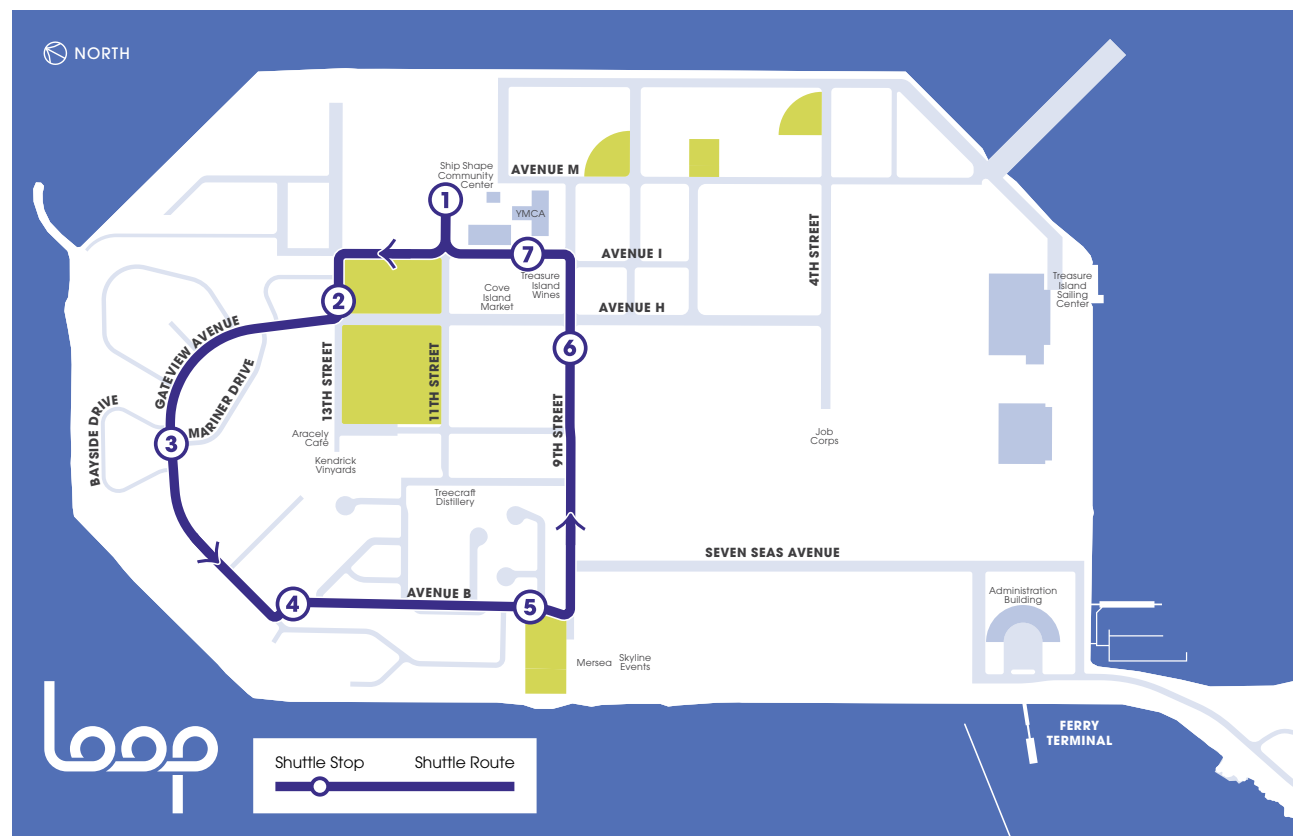 NORTH
Ship Shape
Community
Center
AVENUE M
1
YMCA
7
AVENUE I
4TH STREET
Treasure
Island
Wines
Cove
Island
Market
Treasure
Island
Sailing
Center
2
AVENUE H
6
GATEVIEW AVENUE
MARINER DRIVE
BAYSIDE DRIVE
13TH STREET
11TH STREET
9TH STREET
3
Aracely
Café
Kendrick
Vinyards
Job
Corps
Treecraft
Distillery
SEVEN SEAS AVENUE
4
AVENUE B
5
Administration
Building
Mersea
Skyline
Events
loop
FERRY
TERMINAL
Shuttle Stop
Shuttle Route